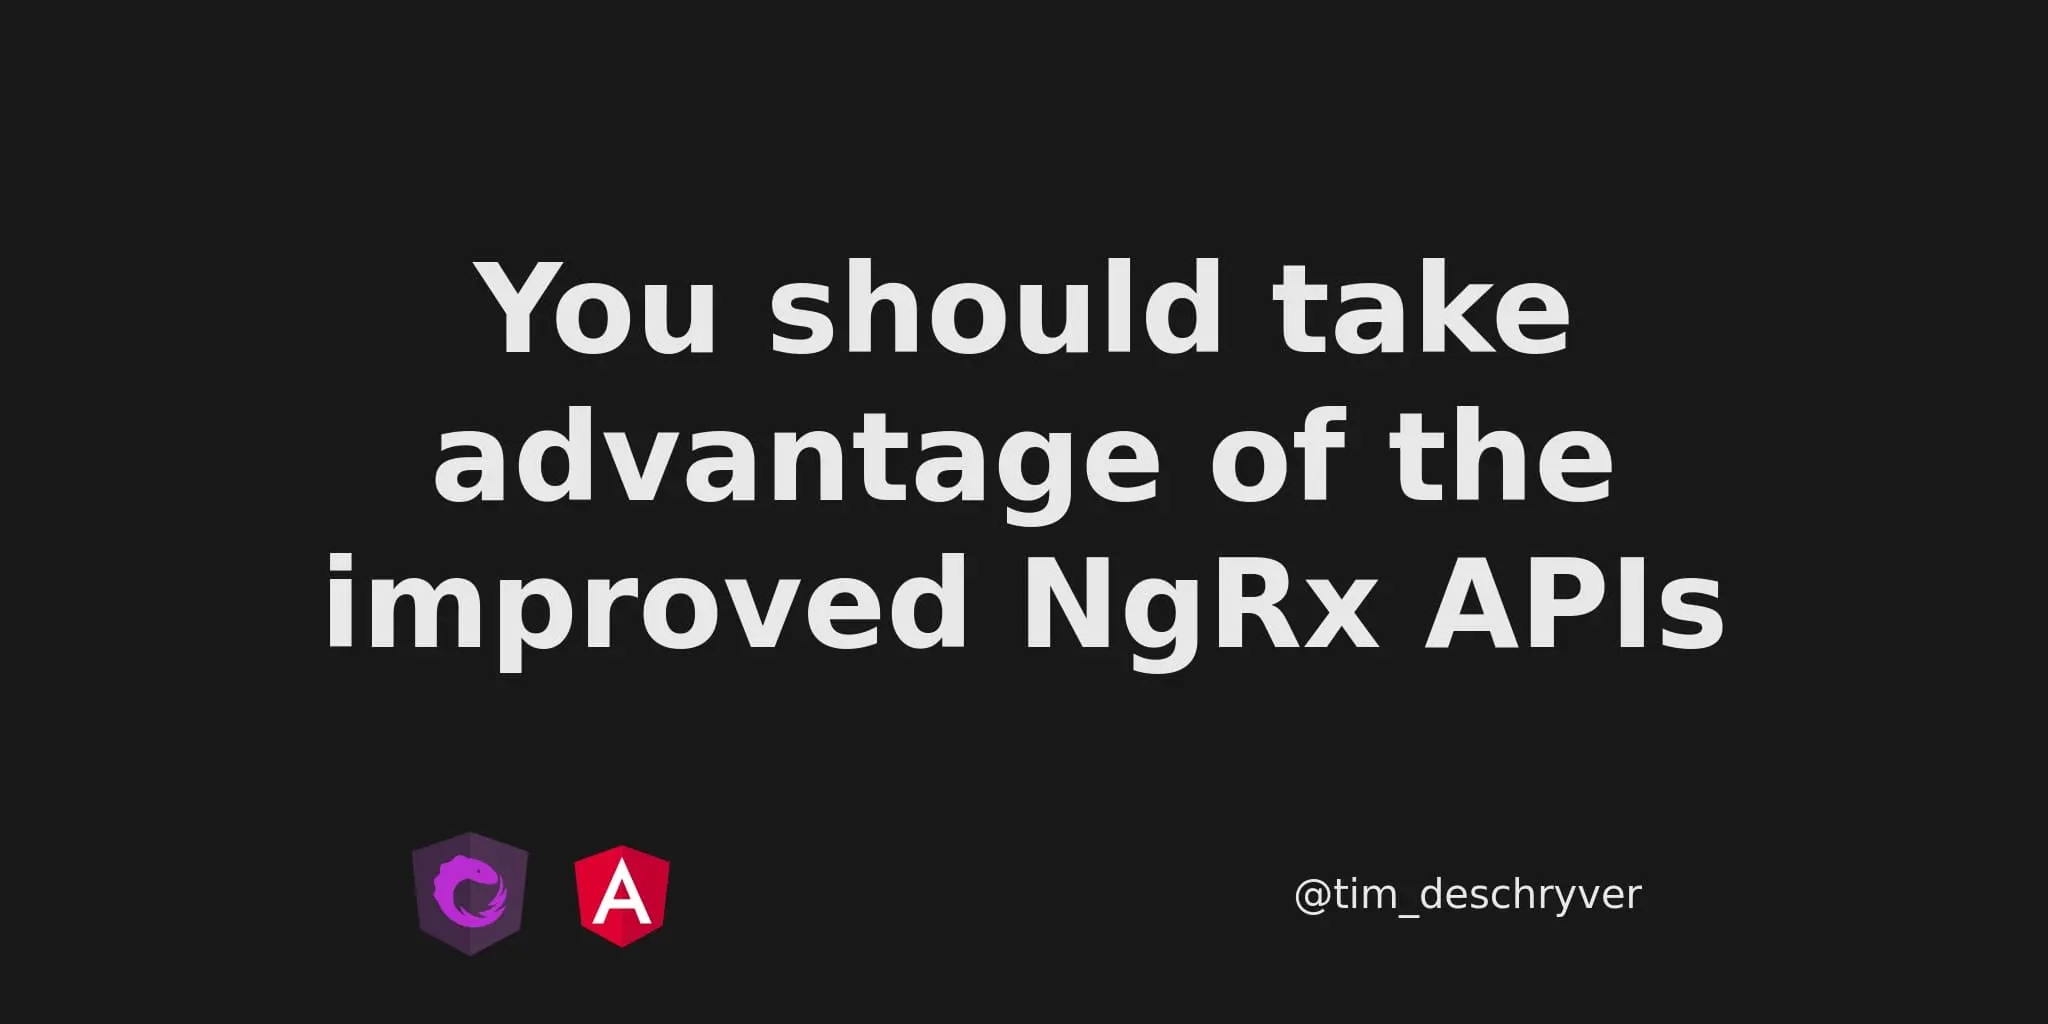 You should take
advantage of the
improved NgRx APIs
A
@tim_deschryver